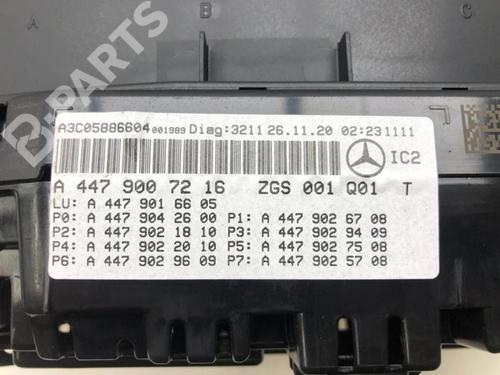 A B C
B-PARTS
A3C05886604 001989 Diag:3211 26.11.20 02:231111
IC2
A 447 900 72 16 ZGS 001 Q01 T
LU: A 447 901 66 05
P0: A 447 904 26 00 P1: A 447 902 67 08
P2: A 447 902 18 10 P3: A 447 902 94 09
P4: A 447 902 20 10 P5: A 447 902 75 08
P6: A 447 902 96 09 P7: A 447 902 57 08